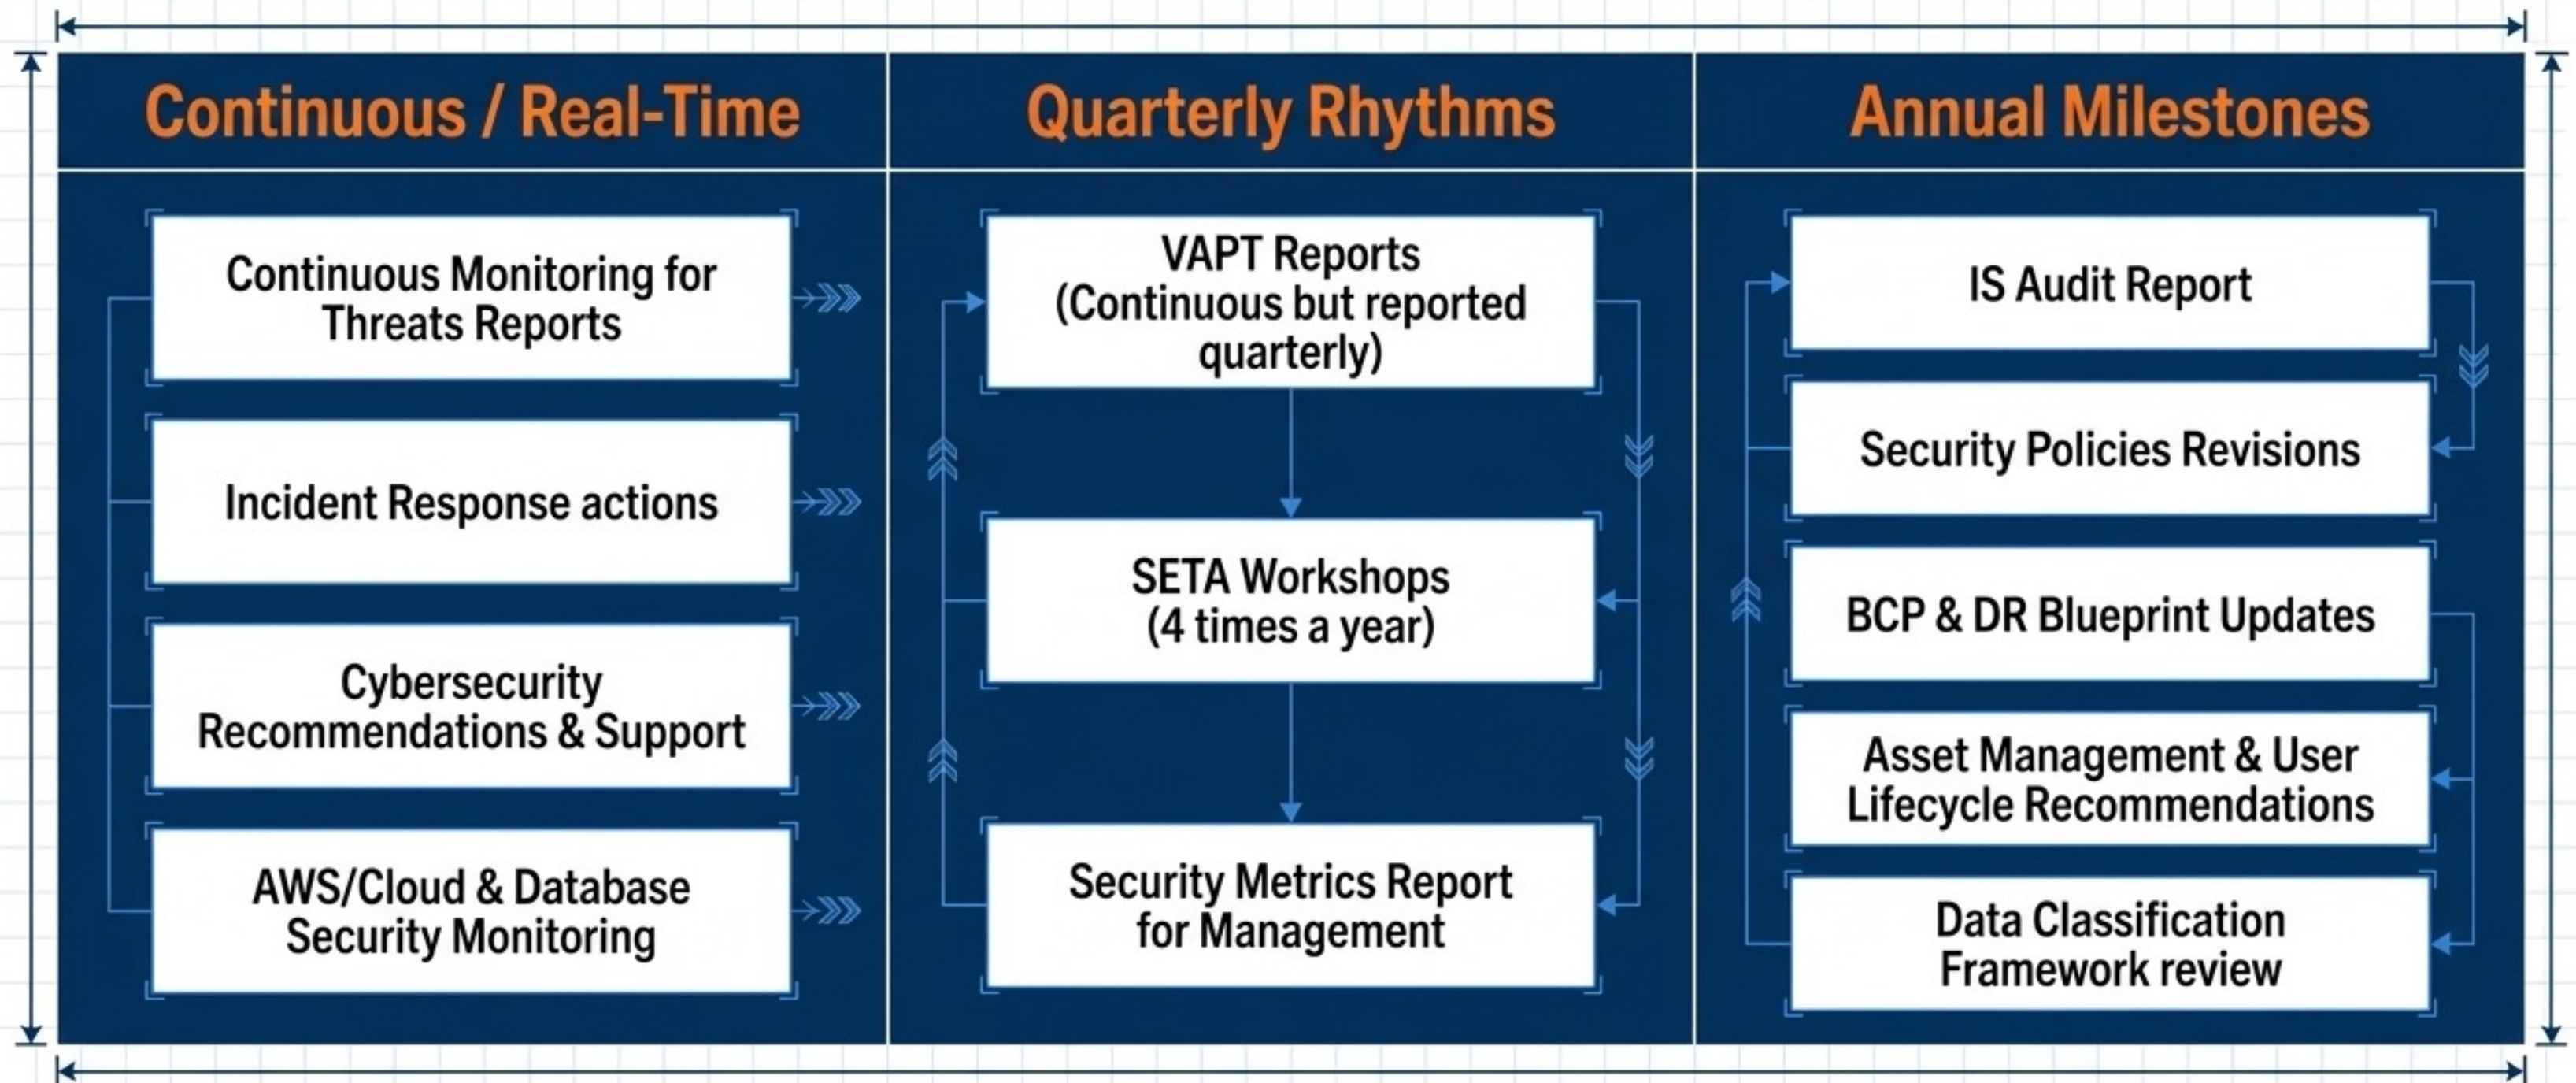 Continuous / Real-Time
Continuous Monitoring for
Threats Reports
Incident Response actions
Cybersecurity
Recommendations & Support
AWS/Cloud & Database
Security Monitoring
Quarterly Rhythms
VAPT Reports
(Continuous but reported
quarterly)
SETA Workshops
(4 times a year)
Security Metrics Report
for Management
Annual Milestones
IS Audit Report
Security Policies Revisions
BCP & DR Blueprint Updates
Asset Management & User
Lifecycle Recommendations
Data Classification
Framework review